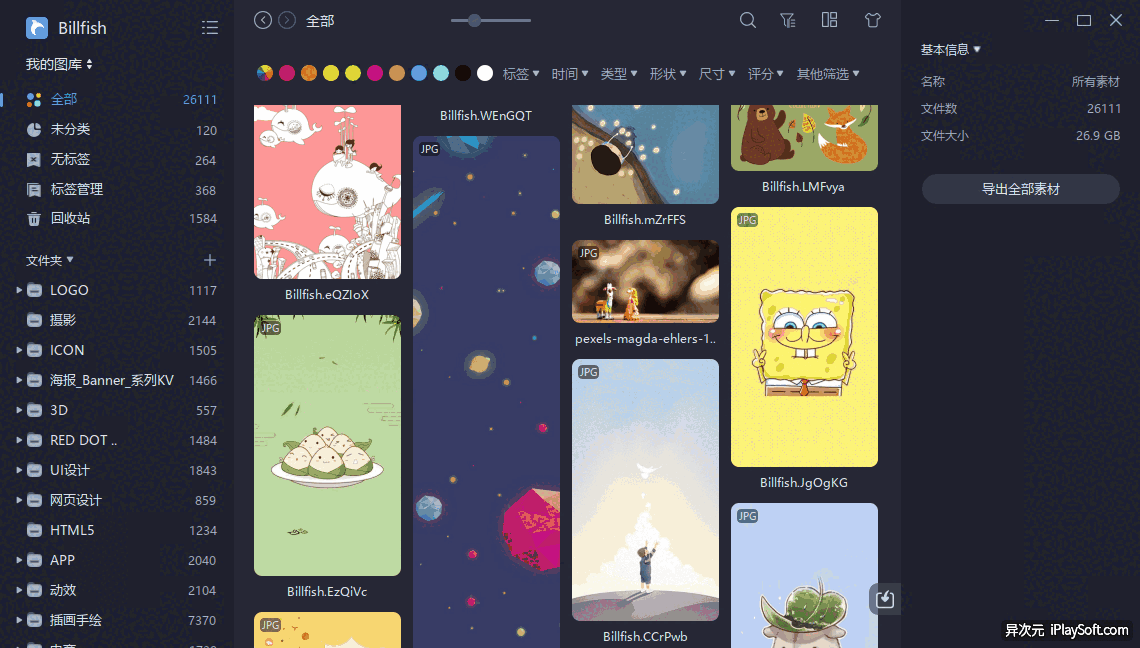 Billfish
我的图库
全部 26111
未分类 120
无标签 264
标签管理 368
回收站 1584
文件夹
LOGO 1117
摄影 2144
ICON 1505
海报_Banner_系列KV 1466
3D 557
RED DOT .. 1484
UI设计 1843
网页设计 859
HTML5 1234
APP 2040
动效 2104
插画手绘 7370
全部
标签 时间 类型 形状 尺寸 评分 其他筛选
Billfish.eQZIoX
JPG
Billfish.EzQiVc
JPG
Billfish.WEnGQT
JPG
Billfish.mZrFFS
JPG
pexels-magda-ehlers-1..
JPG
Billfish.CCrPwb
Billfish.LMFvya
JPG
Billfish.JgOgKG
JPG
基本信息
名称 所有素材
文件数 26111
文件大小 26.9 GB
导出全部素材
异次元 iPlaySoft.com